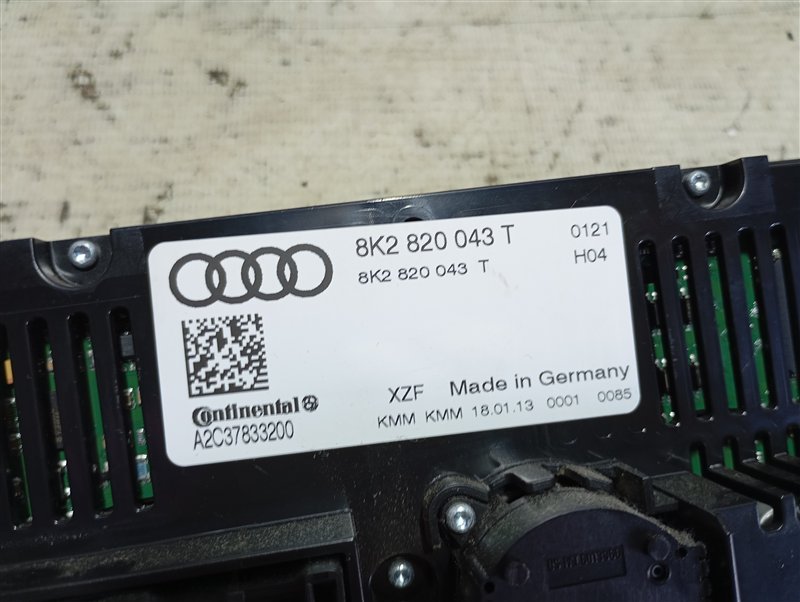 8K2 820 043 T 0121
8K2 820 043 T H04
Continental
A2C37833200
XZF Made in Germany
KMM KMM 18.01.13 0001 0085